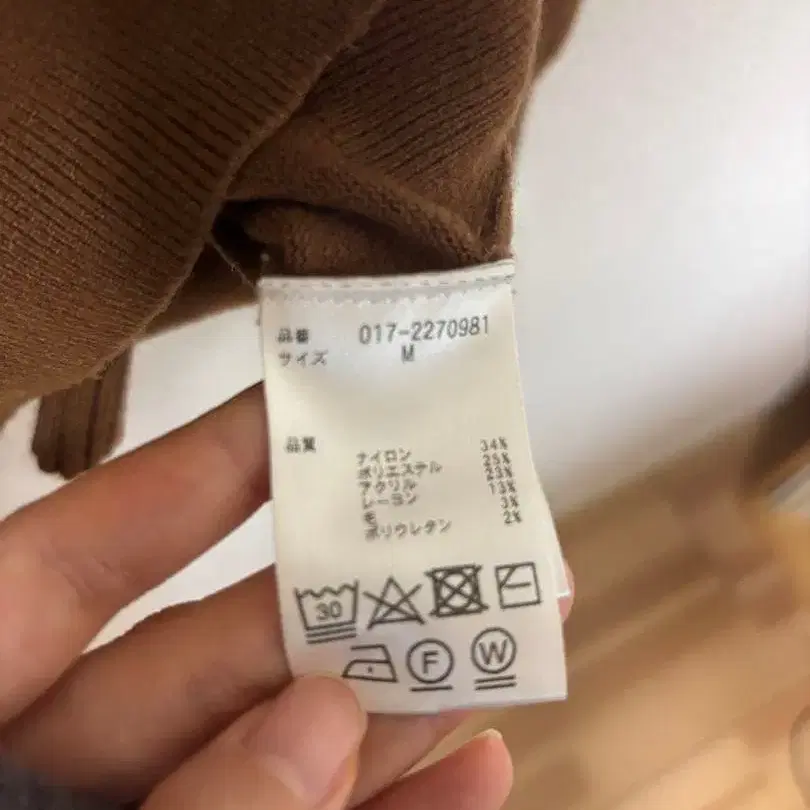 品番 017-2270981
サイズ M
品質
ナイロン 34%
ポリエステル 25%
アクリル 23%
レーヨン 13%
毛 3%
ポリウレタン 2%
30
F
W